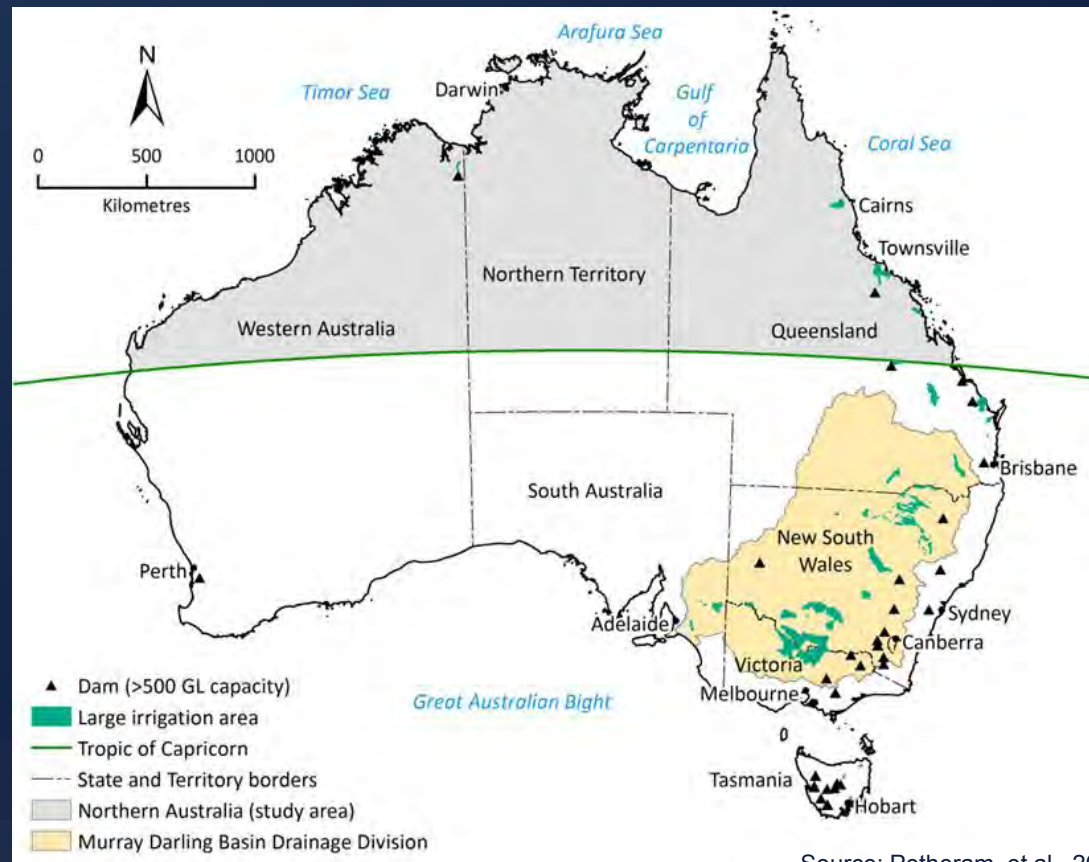 Arafura Sea
N
Timor Sea
Darwin
Gulf
of
Carpentaria
Coral Sea
0 500 1000
Kilometres
Cairns
Townsville
Northern Territory
Western Australia
Queensland
Brisbane
South Australia
New South
Wales
Perth
Adelaide
Sydney
Canberra
Victoria
Melbourne
Great Australian Bight
Tasmania
Hobart
Dam (>500 GL capacity)
Large irrigation area
Tropic of Capricorn
State and Territory borders
Northern Australia (study area)
Murray Darling Basin Drainage Division